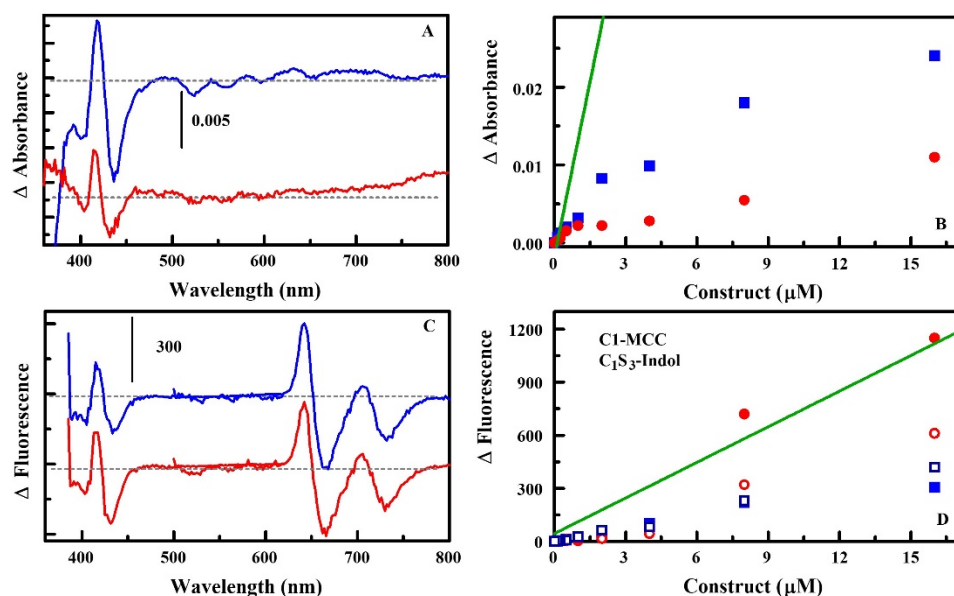 A
0.005
Δ Absorbance
400 500 600 700 800
Wavelength (nm)
B
0.02
0.01
0.00
Δ Absorbance
0 3 6 9 12 15
Construct (μM)
C
300
Δ Fluorescence
400 500 600 700 800
Wavelength (nm)
C1-MCC
C₁S₃-Indol
D
1200
900
600
300
0
Δ Fluorescence
0 3 6 9 12 15
Construct (μM)